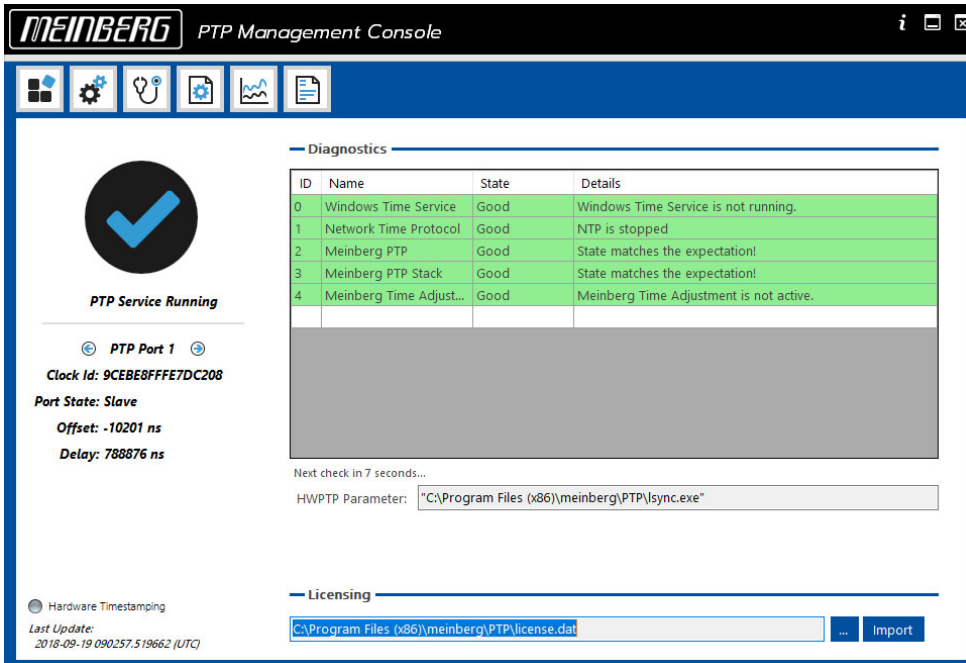 MEINBERG PTP Management Console
i
PTP Service Running
PTP Port 1
Clock Id: 9CEBE8FFFE7DC208
Port State: Slave
Offset: -10201 ns
Delay: 788876 ns
Hardware Timestamping
Last Update:
2018-09-19 090257.519662 (UTC)
Diagnostics
ID Name State Details
0 Windows Time Service Good Windows Time Service is not running.
1 Network Time Protocol Good NTP is stopped
2 Meinberg PTP Good State matches the expectation!
3 Meinberg PTP Stack Good State matches the expectation!
4 Meinberg Time Adjust... Good Meinberg Time Adjustment is not active.
Next check in 7 seconds...
HWPTP Parameter: "C:\Program Files (x86)\meinberg\PTP\lsync.exe"
Licensing
C:\Program Files (x86)\meinberg\PTP\license.dat ... Import